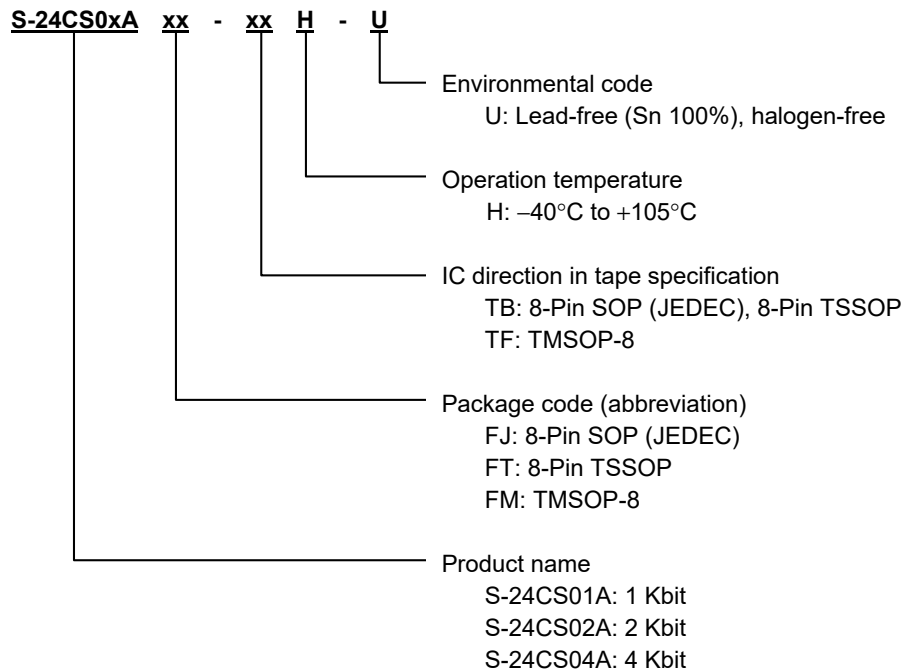 S-24CS0xA xx - xx H - U
Environmental code
U: Lead-free (Sn 100%), halogen-free
Operation temperature
H: −40°C to +105°C
IC direction in tape specification
TB: 8-Pin SOP (JEDEC), 8-Pin TSSOP
TF: TMSOP-8
Package code (abbreviation)
FJ: 8-Pin SOP (JEDEC)
FT: 8-Pin TSSOP
FM: TMSOP-8
Product name
S-24CS01A: 1 Kbit
S-24CS02A: 2 Kbit
S-24CS04A: 4 Kbit